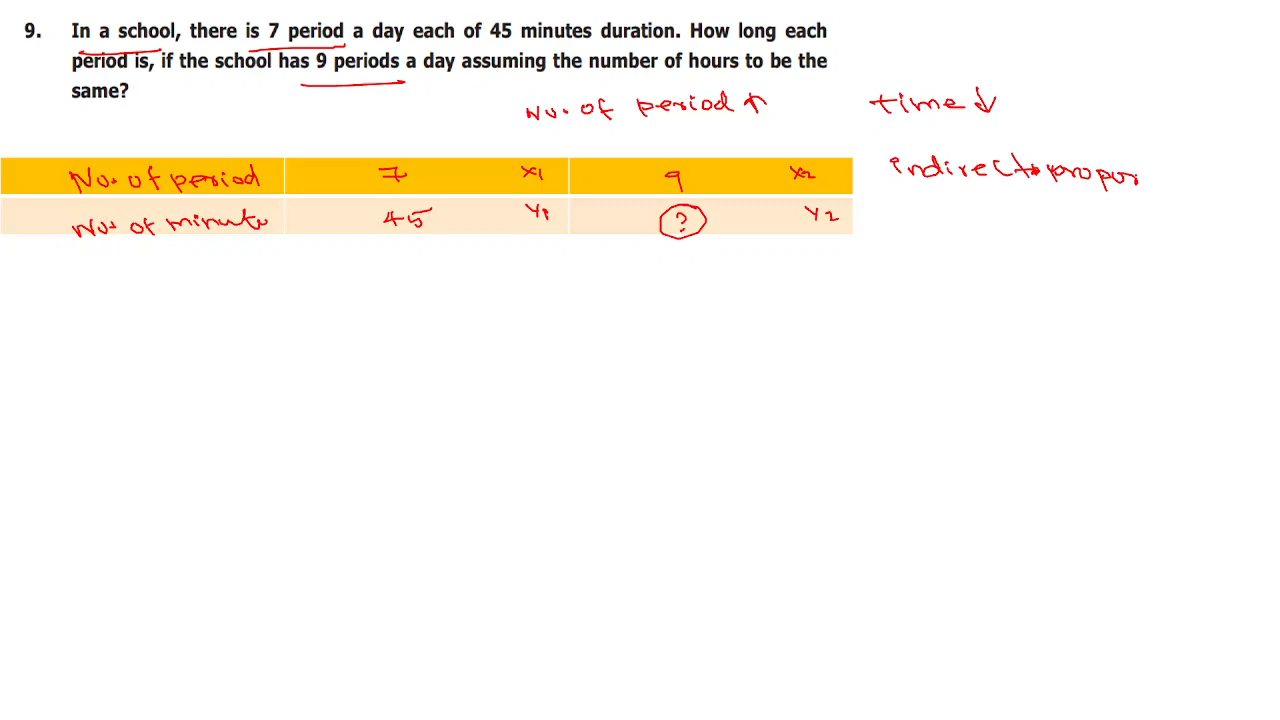 9. In a school, there is 7 period a day each of 45 minutes duration. How long each
period is, if the school has 9 periods a day assuming the number of hours to be the
same?
No. of period ↑ time ↓
No. of period 7 x1 9 x2 indirect propor
No. of minute 45 Y1 ? Y2